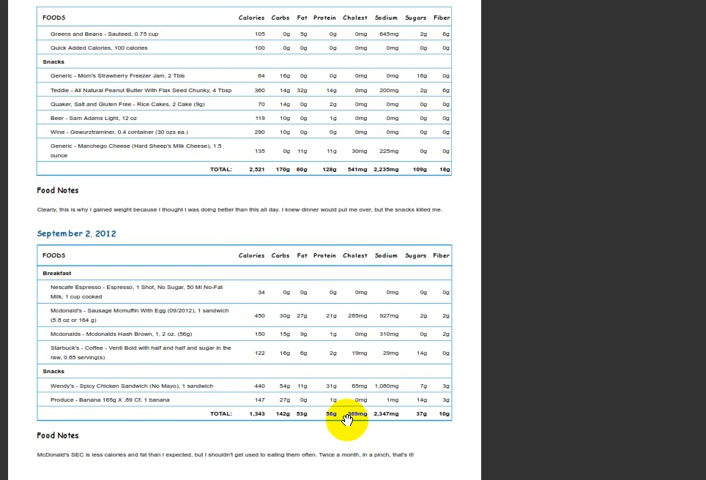 FOODS Calories Carbs Fat Protein Cholest Sodium Sugars Fiber
Greens and Beans - Sauteed, 0.75 cup 105 0g 5g 0g 0mg 645mg 2g 6g
Quick Added Calories, 100 calories 100 0g 0g 0g 0mg 0mg 0g 0g
Snacks
Generic - Mom's Strawberry Freezer Jam, 2 Tbls 64 16g 0g 0g 0mg 0mg 16g 0g
Teddie - All Natural Peanut Butter With Flax Seed Chunky, 4 Tbsp 360 14g 32g 14g 0mg 200mg 2g 6g
Quaker, Salt and Gluten Free - Rice Cakes, 2 Cake (9g) 70 14g 0g 2g 0mg 0mg 0g 0g
Beer - Sam Adams Light, 12 oz 119 10g 0g 1g 0mg 0mg 0g 0g
Wine - Gewurztraminer, 0.4 container (30 ozs ea.) 290 10g 0g 0g 0mg 0mg 0g 0g
Generic - Manchego Cheese (Hard Sheep's Milk Cheese), 1.5
ounce 135 0g 11g 11g 30mg 225mg 0g 0g
TOTAL: 2,521 170g 80g 128g 541mg 2,235mg 109g 18g
Food Notes
Clearly, this is why I gained weight because I thought I was doing better than this all day. I knew dinner would put me over, but the snacks killed me.
September 2, 2012
FOODS Calories Carbs Fat Protein Cholest Sodium Sugars Fiber
Breakfast
Nescafe Espresso - Espresso, 1 Shot, No Sugar, 50 Ml No-Fat
Milk, 1 cup cooked 34 0g 0g 0g 0mg 0mg 0g 0g
Mcdonald's - Sausage Mcmuffin With Egg (09/2012), 1 sandwich
(5.8 oz or 164 g) 450 30g 27g 21g 285mg 927mg 2g 2g
Mcdonalds - Mcdonalds Hash Brown, 1, 2 oz. (56g) 150 15g 9g 1g 0mg 310mg 0g 2g
Starbuck's - Coffee - Venti Bold with half and half and sugar in the
raw, 0.85 serving(s) 122 16g 6g 2g 19mg 29mg 14g 0g
Snacks
Wendy's - Spicy Chicken Sandwich (No Mayo), 1 sandwich 440 54g 11g 31g 65mg 1,080mg 7g 3g
Produce - Banana 165g X .89 Cf, 1 banana 147 27g 0g 1g 0mg 1mg 14g 3g
TOTAL: 1,343 142g 53g 56g 369mg 2,347mg 37g 10g
Food Notes
McDonald's SEC is less calories and fat than I expected, but I shouldn't get used to eating them often. Twice a month, in a pinch, that's it!